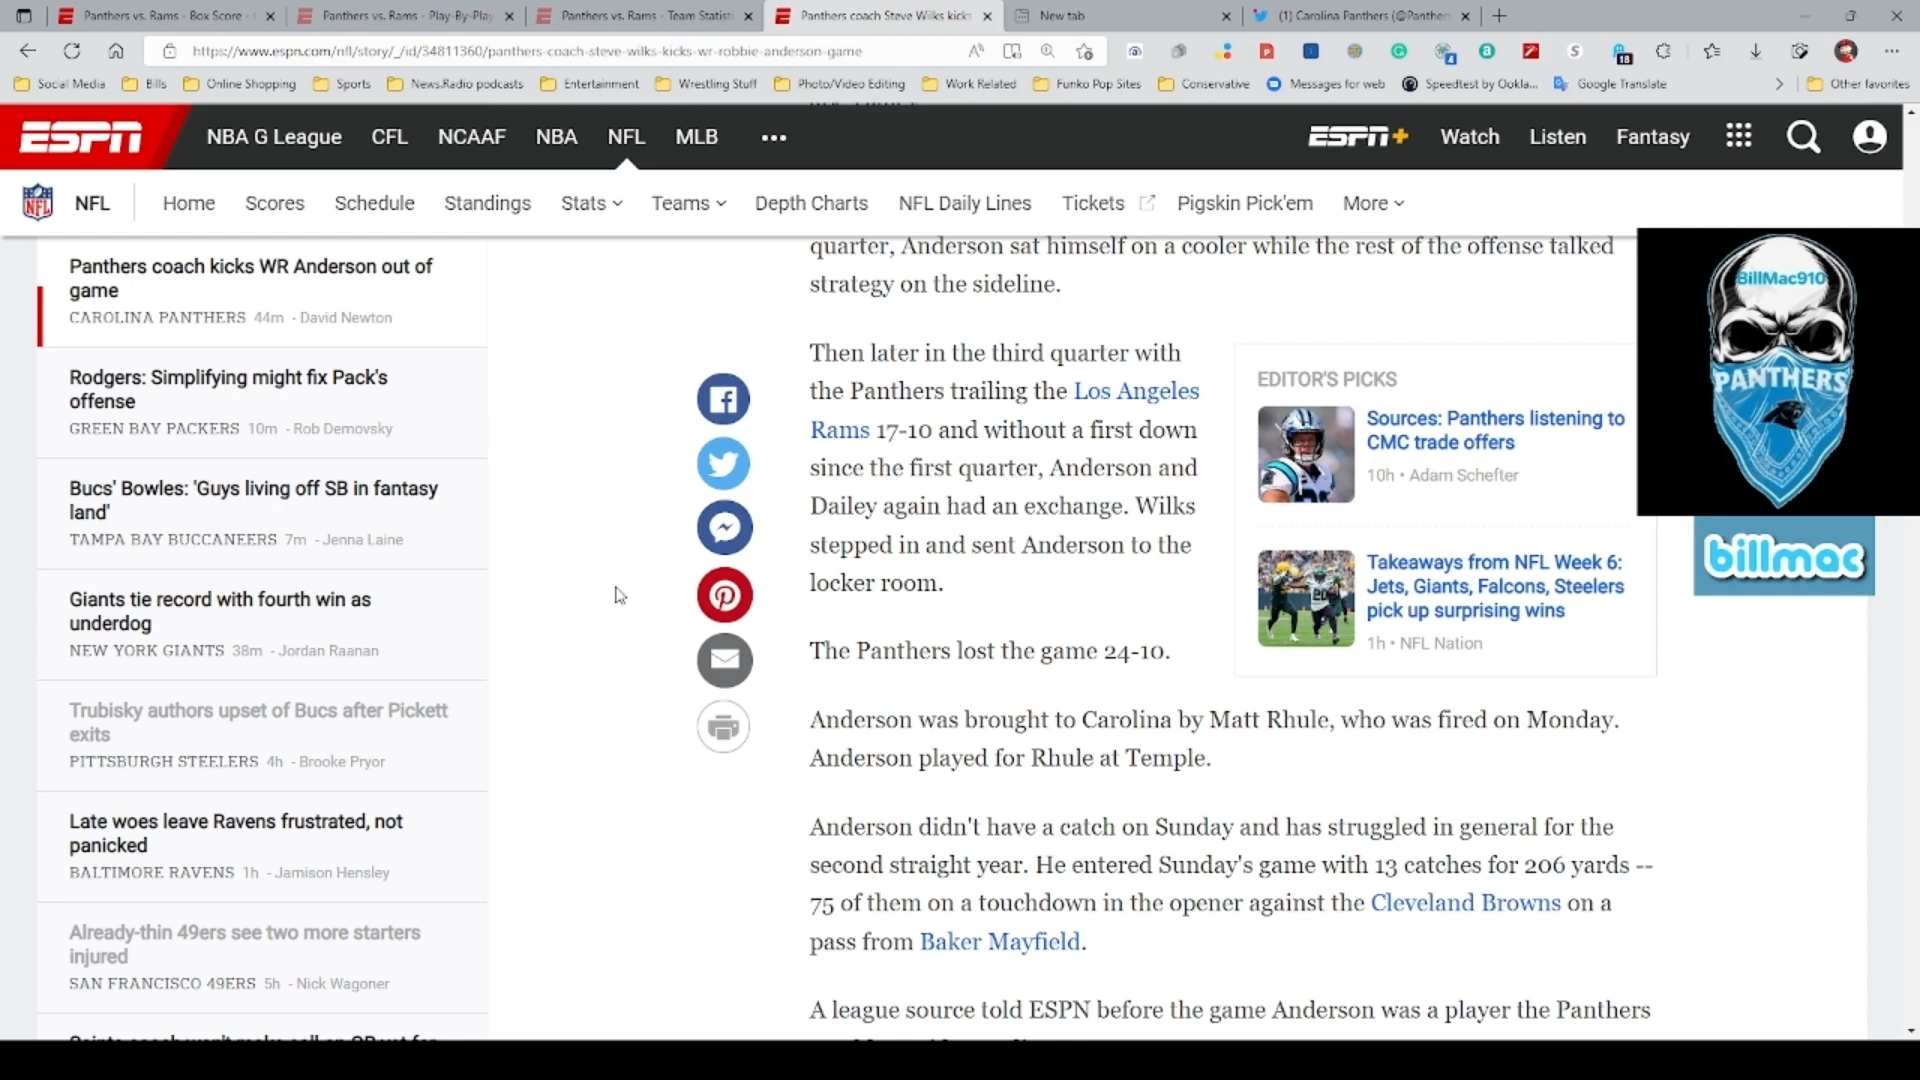 Panthers vs. Rams - Box Score -
Panthers vs. Rams - Play-By-Play
Panthers vs. Rams - Team Statisti
Panthers coach Steve Wilks kicks
New tab
(1) Carolina Panthers (@Panther
https://www.espn.com/nfl/story/_/id/34811360/panthers-coach-steve-wilks-kicks-wr-robbie-anderson-game
Social Media
Bills
Online Shopping
Sports
News.Radio podcasts
Entertainment
Wrestling Stuff
Photo/Video Editing
Work Related
Funko Pop Sites
Conservative
Messages for web
Speedtest by Ookla...
Google Translate
Other favorites
ESPN
NBA G League
CFL
NCAAF
NBA
NFL
MLB
ESPN+
Watch
Listen
Fantasy
NFL
Home
Scores
Schedule
Standings
Stats
Teams
Depth Charts
NFL Daily Lines
Tickets
Pigskin Pick'em
More
Panthers coach kicks WR Anderson out of
game
CAROLINA PANTHERS 44m - David Newton
Rodgers: Simplifying might fix Pack's
offense
GREEN BAY PACKERS 10m - Rob Demovsky
Bucs' Bowles: 'Guys living off SB in fantasy
land'
TAMPA BAY BUCCANEERS 7m - Jenna Laine
Giants tie record with fourth win as
underdog
NEW YORK GIANTS 38m - Jordan Raanan
Trubisky authors upset of Bucs after Pickett
exits
PITTSBURGH STEELERS 4h - Brooke Pryor
Late woes leave Ravens frustrated, not
panicked
BALTIMORE RAVENS 1h - Jamison Hensley
Already-thin 49ers see two more starters
injured
SAN FRANCISCO 49ERS 5h - Nick Wagoner
quarter, Anderson sat himself on a cooler while the rest of the offense talked
strategy on the sideline.
Then later in the third quarter with
the Panthers trailing the Los Angeles
Rams 17-10 and without a first down
since the first quarter, Anderson and
Dailey again had an exchange. Wilks
stepped in and sent Anderson to the
locker room.
The Panthers lost the game 24-10.
Anderson was brought to Carolina by Matt Rhule, who was fired on Monday.
Anderson played for Rhule at Temple.
Anderson didn't have a catch on Sunday and has struggled in general for the
second straight year. He entered Sunday's game with 13 catches for 206 yards --
75 of them on a touchdown in the opener against the Cleveland Browns on a
pass from Baker Mayfield.
A league source told ESPN before the game Anderson was a player the Panthers
EDITOR'S PICKS
Sources: Panthers listening to
CMC trade offers
10h • Adam Schefter
Takeaways from NFL Week 6:
Jets, Giants, Falcons, Steelers
pick up surprising wins
1h • NFL Nation
BillMac910
PANTHERS
billmac